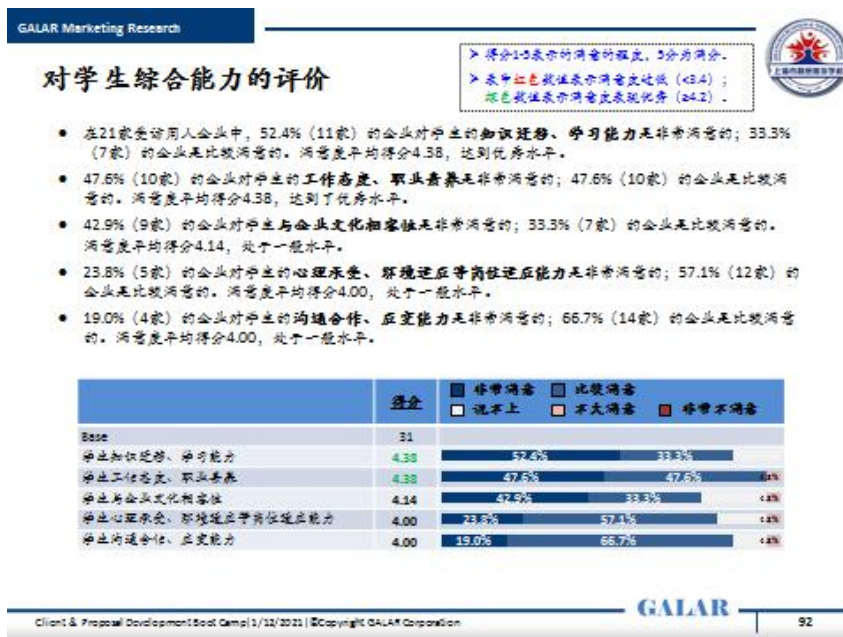 GALAR Marketing Research
➤ 得分1-5表示的满意的程度，5分为满分。
对学生综合能力的评价
➤ 表中红色数值表示满意度过低（<3.4）；
绿色数值表示满意度表现优秀（≥4.2）。
● 在21家受访用人企业中，52.4%（11家）的企业对学生的知识迁移、学习能力是非常满意的；33.3%
（7家）的企业是比较满意的。满意度平均得分4.38，达到优秀水平。
● 47.6%（10家）的企业对学生的工作态度、职业素养是非常满意的；47.6%（10家）的企业是比较满
意的。满意度平均得分4.38，达到了优秀水平。
● 42.9%（9家）的企业对学生与企业文化相容性是非常满意的；33.3%（7家）的企业是比较满意的。
满意度平均得分4.14，处于一般水平。
● 23.8%（5家）的企业对学生的心理承受、环境适应等岗位适应能力是非常满意的；57.1%（12家）的
企业是比较满意的。满意度平均得分4.00，处于一般水平。
● 19.0%（4家）的企业对学生的沟通合作、应变能力是非常满意的；66.7%（14家）的企业是比较满意
的。满意度平均得分4.00，处于一般水平。
得分 非常满意 比较满意
说不上 不太满意 非常不满意
Base 31
学生知识迁移、学习能力 4.38 52.4% 33.3%
学生工作态度、职业素养 4.38 47.6% 47.6%
学生与企业文化相容性 4.14 42.9% 33.3%
学生心理承受、环境适应等岗位适应能力 4.00 23.8% 57.1%
学生沟通合作、应变能力 4.00 19.0% 66.7%
GALAR
Client & Proposal Development Boot Camp|1/12/2021|©Copyright GALAR Corporation 92